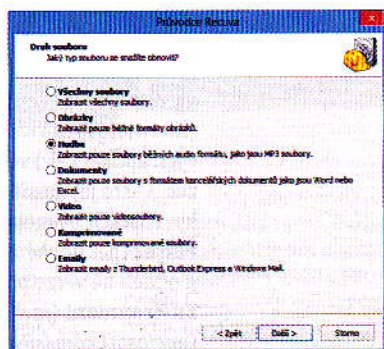 Průvodce Recuva
Druh souboru
Jaký typ souboru se snažíte obnovit?
Všechny soubory
Zobrazit všechny soubory.
Obrázky
Zobrazit pouze běžné formáty obrázků.
Hudba
Zobrazit pouze soubory běžných audio formátu, jako jsou MP3 soubory.
Dokumenty
Zobrazit pouze soubory s formátem kancelářských dokumentů jako jsou Word nebo
Excel.
Video
Zobrazit pouze videosoubory.
Komprimované
Zobrazit pouze komprimované soubory.
Emaily
Zobrazit emaily z Thunderbird, Outlook Express a Windows Mail.
< Zpět Další > Storno